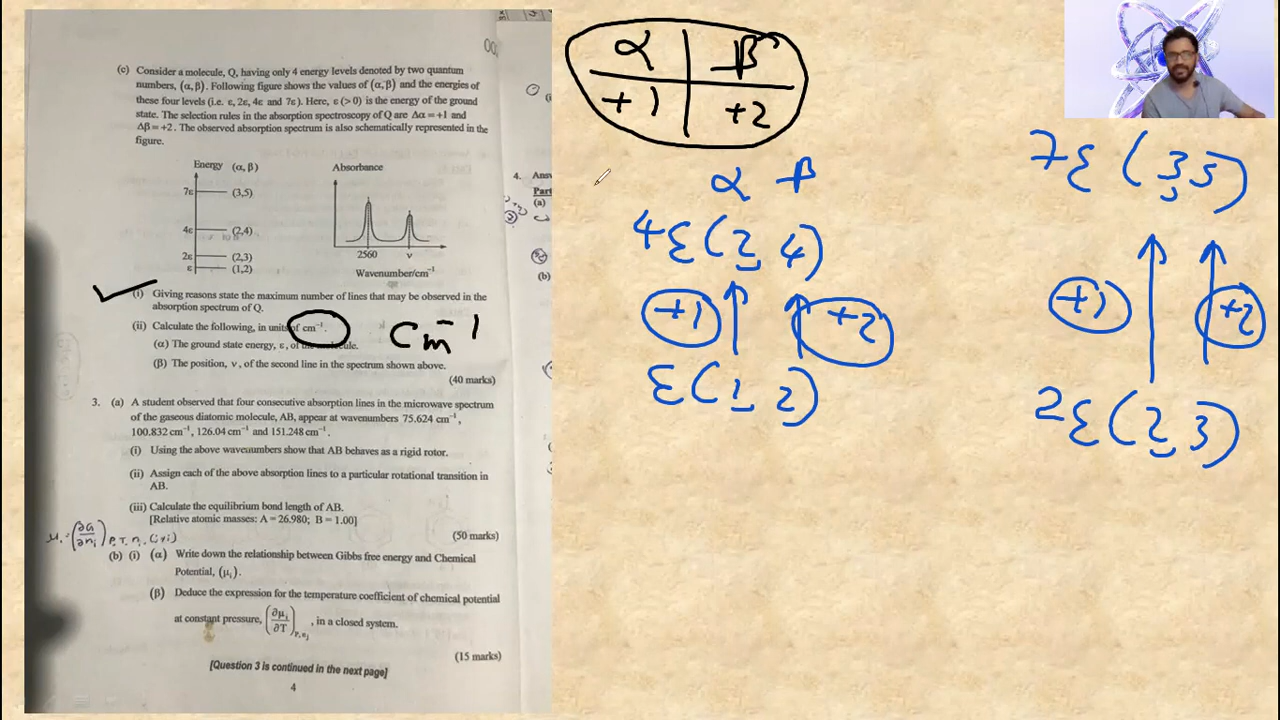 (c) Consider a molecule, Q, having only 4 energy levels denoted by two quantum
numbers, (α, β). Following figure shows the values of (α, β) and the energies of
these four levels (i.e. ε, 2ε, 4ε and 7ε). Here, ε (> 0) is the energy of the ground
state. The selection rules in the absorption spectroscopy of Q are Δα = +1 and
Δβ = +2. The observed absorption spectrum is also schematically represented in the
figure.
Energy (α, β)
7ε (3,5)
4ε (2,4)
2ε (2,3)
ε (1,2)
Absorbance
2560 ν
Wavenumber/cm⁻¹
(i) Giving reasons state the maximum number of lines that may be observed in the
absorption spectrum of Q.
(ii) Calculate the following, in units of cm⁻¹.
(α) The ground state energy, ε, of the molecule.
(β) The position, ν, of the second line in the spectrum shown above.
(40 marks)
cm⁻¹
3. (a) A student observed that four consecutive absorption lines in the microwave spectrum
of the gaseous diatomic molecule, AB, appear at wavenumbers 75.624 cm⁻¹,
100.832 cm⁻¹, 126.04 cm⁻¹ and 151.248 cm⁻¹.
(i) Using the above wavenumbers show that AB behaves as a rigid rotor.
(ii) Assign each of the above absorption lines to a particular rotational transition in
AB.
(iii) Calculate the equilibrium bond length of AB.
[Relative atomic masses: A = 26.980; B = 1.00]
(50 marks)
(b) (i) (α) Write down the relationship between Gibbs free energy and Chemical
Potential, (μᵢ).
(β) Deduce the expression for the temperature coefficient of chemical potential
at constant pressure, (∂μᵢ/∂T)P,nⱼ, in a closed system.
(15 marks)
[Question 3 is continued in the next page]
4
4. Ans
Part
(a)
(b)
α β
+1 +2
α β
4ε (2, 4)
+1 +2
ε (1, 2)
7ε (3, 5)
+1 +2
2ε (2, 3)